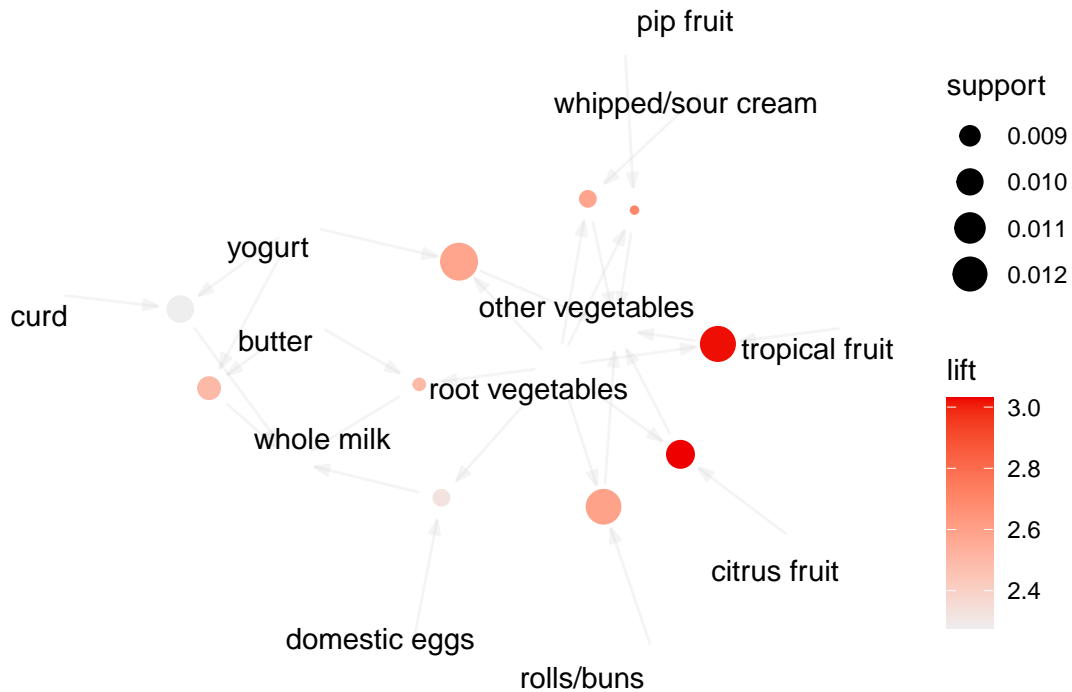 pip fruit
whipped/sour cream
yogurt
other vegetables
curd
butter
tropical fruit
root vegetables
whole milk
citrus fruit
domestic eggs
rolls/buns
support
0.009
0.010
0.011
0.012
lift
3.0
2.8
2.6
2.4